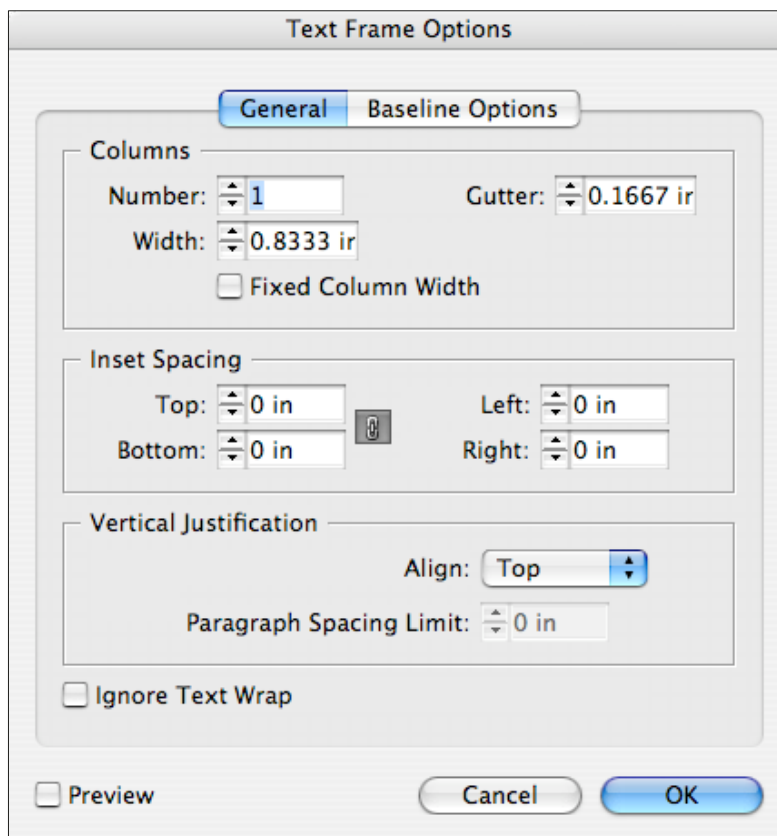 Text Frame Options
General Baseline Options
Columns
Number: 1 Gutter: 0.1667 ir
Width: 0.8333 ir
Fixed Column Width
Inset Spacing
Top: 0 in Left: 0 in
Bottom: 0 in Right: 0 in
Vertical Justification
Align: Top
Paragraph Spacing Limit: 0 in
Ignore Text Wrap
Preview Cancel OK